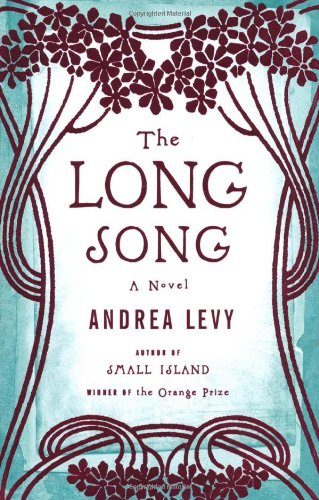 The
LONG
SONG
A Novel
ANDREA LEVY
AUTHOR OF
SMALL ISLAND
WINNER OF the Orange Prize